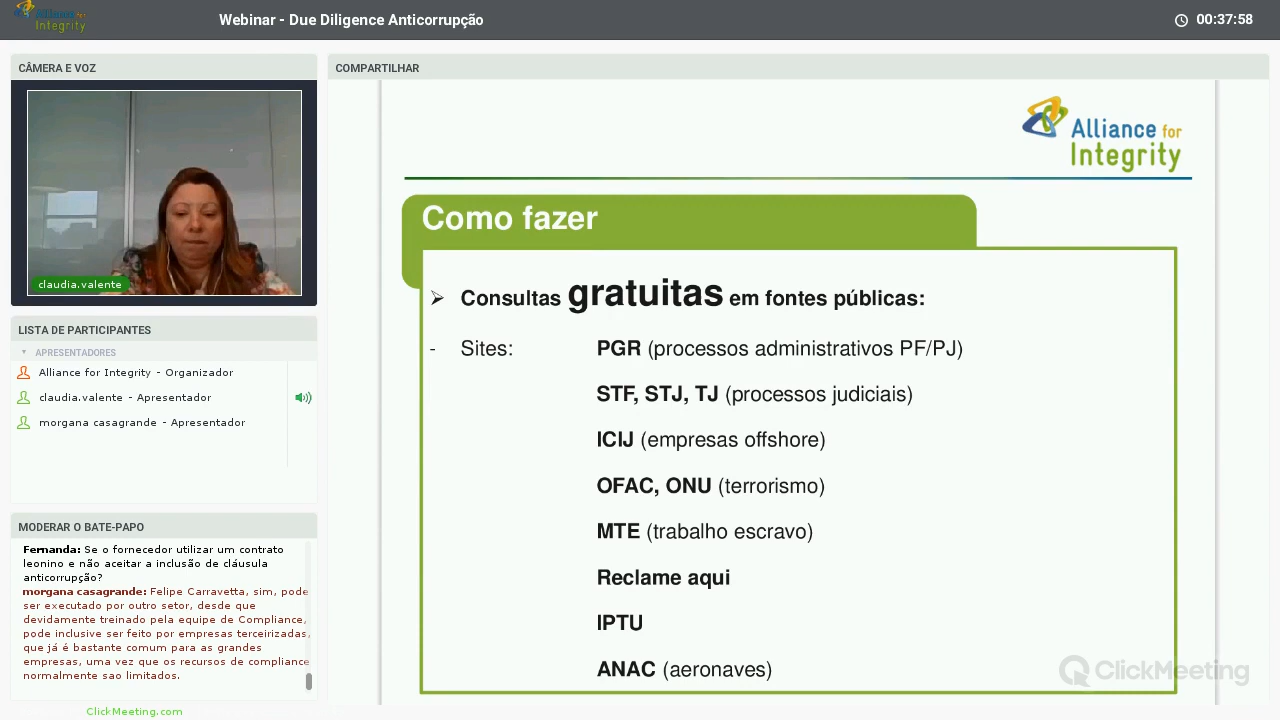 Alliance for
Integrity
Webinar - Due Diligence Anticorrupção
00:37:58
CÂMERA E VOZ
claudia.valente
LISTA DE PARTICIPANTES
APRESENTADORES
Alliance for Integrity - Organizador
claudia.valente - Apresentador
morgana casagrande - Apresentador
MODERAR O BATE-PAPO
Fernanda: Se o fornecedor utilizar um contrato
leonino e não aceitar a inclusão de cláusula
anticorrupção?
morgana casagrande: Felipe Carravetta, sim, pode
ser executado por outro setor, desde que
devidamente treinado pela equipe de Compliance,
pode inclusive ser feito por empresas terceirizadas,
que já é bastante comum para as grandes
empresas, uma vez que os recursos de compliance
normalmente sao limitados.
ClickMeeting.com
COMPARTILHAR
Alliance for
Integrity
Como fazer
Consultas gratuitas em fontes públicas:
- Sites: PGR (processos administrativos PF/PJ)
STF, STJ, TJ (processos judiciais)
ICIJ (empresas offshore)
OFAC, ONU (terrorismo)
MTE (trabalho escravo)
Reclame aqui
IPTU
ANAC (aeronaves)
ClickMeeting